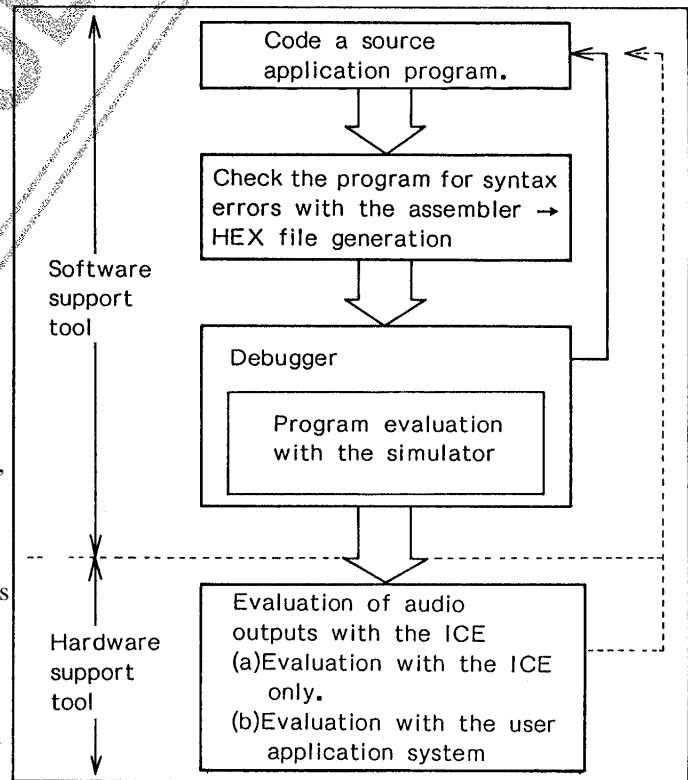 Code a source
application program.
Check the program for syntax
errors with the assembler →
HEX file generation
Software
support
tool
Debugger
Program evaluation
with the simulator
,
s
Hardware
support
tool
Evaluation of audio
outputs with the ICE
(a)Evaluation with the ICE
only.
(b)Evaluation with the user
application system